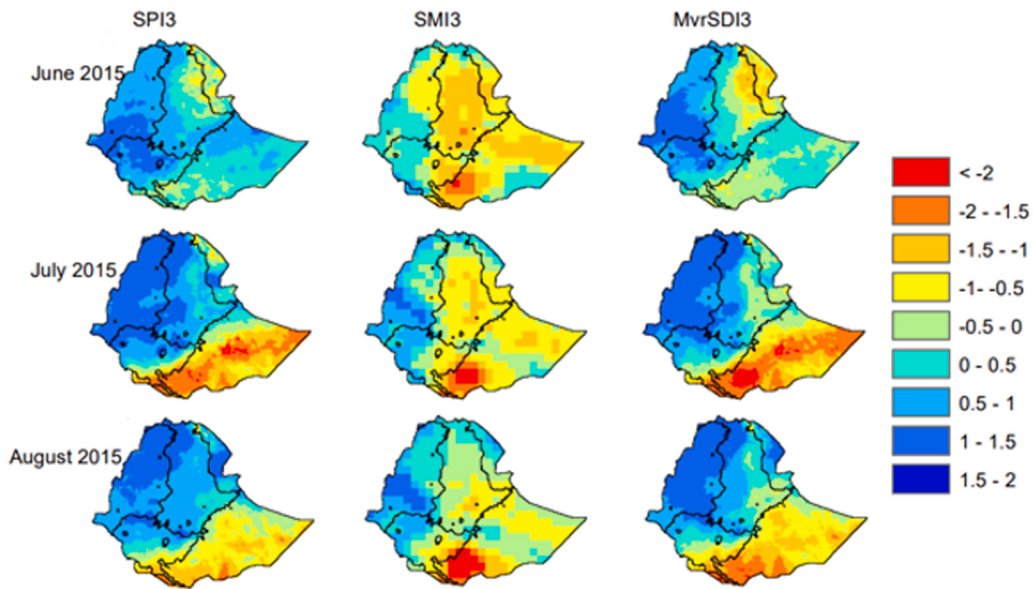 SPI3 SMI3 MvrSDI3
June 2015
July 2015
August 2015
< -2
-2 - -1.5
-1.5 - -1
-1- -0.5
-0.5 - 0
0 - 0.5
0.5 - 1
1 - 1.5
1.5 - 2